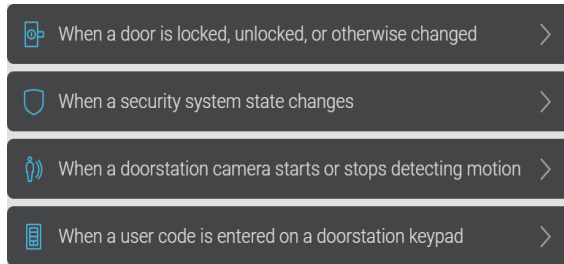 When a door is locked, unlocked, or otherwise changed
When a security system state changes
When a doorstation camera starts or stops detecting motion
When a user code is entered on a doorstation keypad